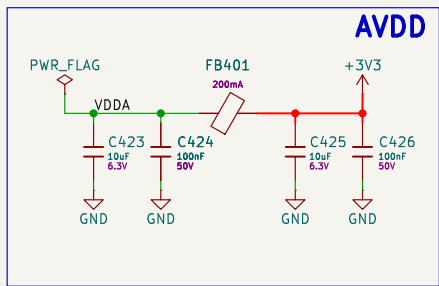 AVDD
PWR_FLAG
FB401
200mA
+3V3
VDDA
C423
10uF
6.3V
C424
100nF
50V
C425
10uF
6.3V
C426
100nF
50V
GND
GND
GND
GND